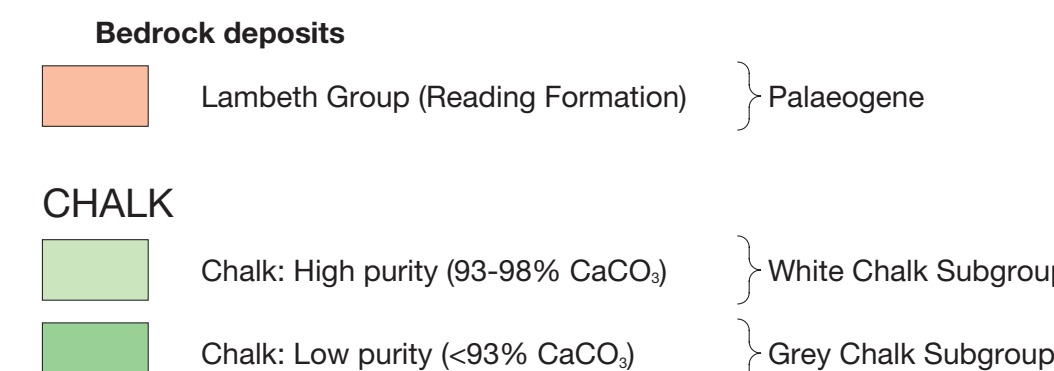 Bedrock deposits
Lambeth Group (Reading Formation) Palaeogene
CHALK
Chalk: High purity (93-98% CaCO₃) White Chalk Subgroup
Chalk: Low purity (<93% CaCO₃) Grey Chalk Subgroup